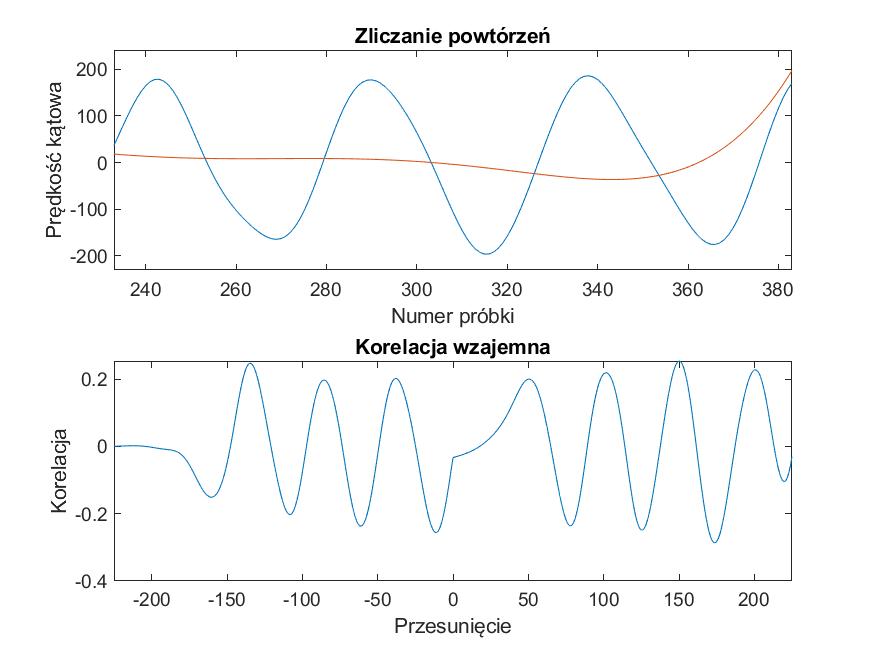 Zliczanie powtórzeń
200
100
0
-100
-200
Prędkość kątowa
240 260 280 300 320 340 360 380
Numer próbki
Korelacja wzajemna
0.2
0
-0.2
-0.4
Korelacja
-200 -150 -100 -50 0 50 100 150 200
Przesunięcie